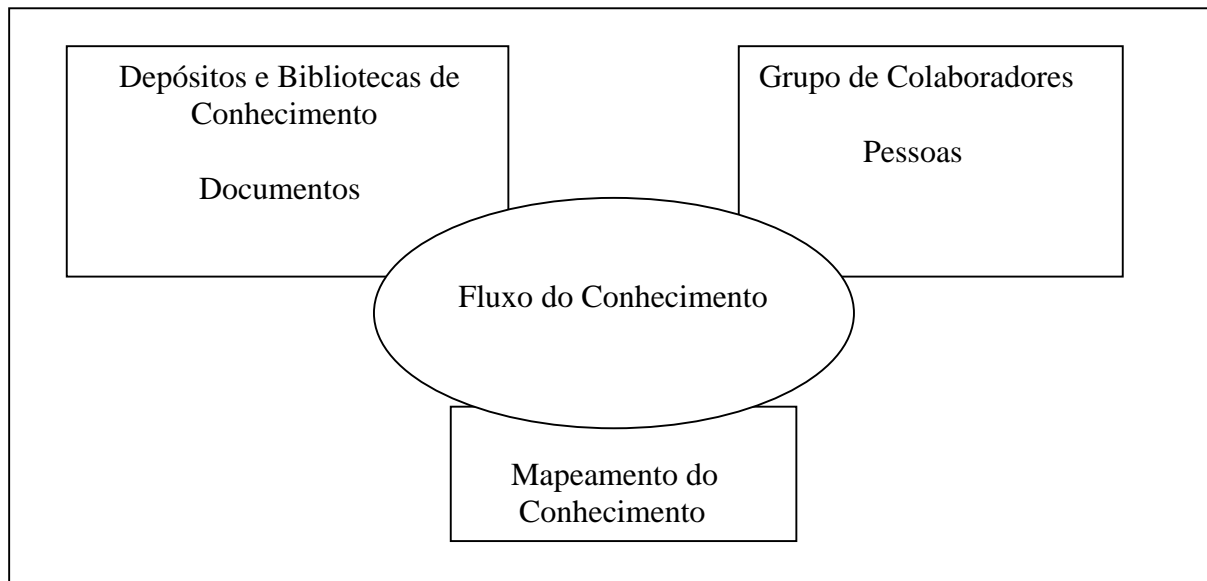 Depósitos e Bibliotecas de
Conhecimento
Documentos
Grupo de Colaboradores
Pessoas
Fluxo do Conhecimento
Mapeamento do
Conhecimento